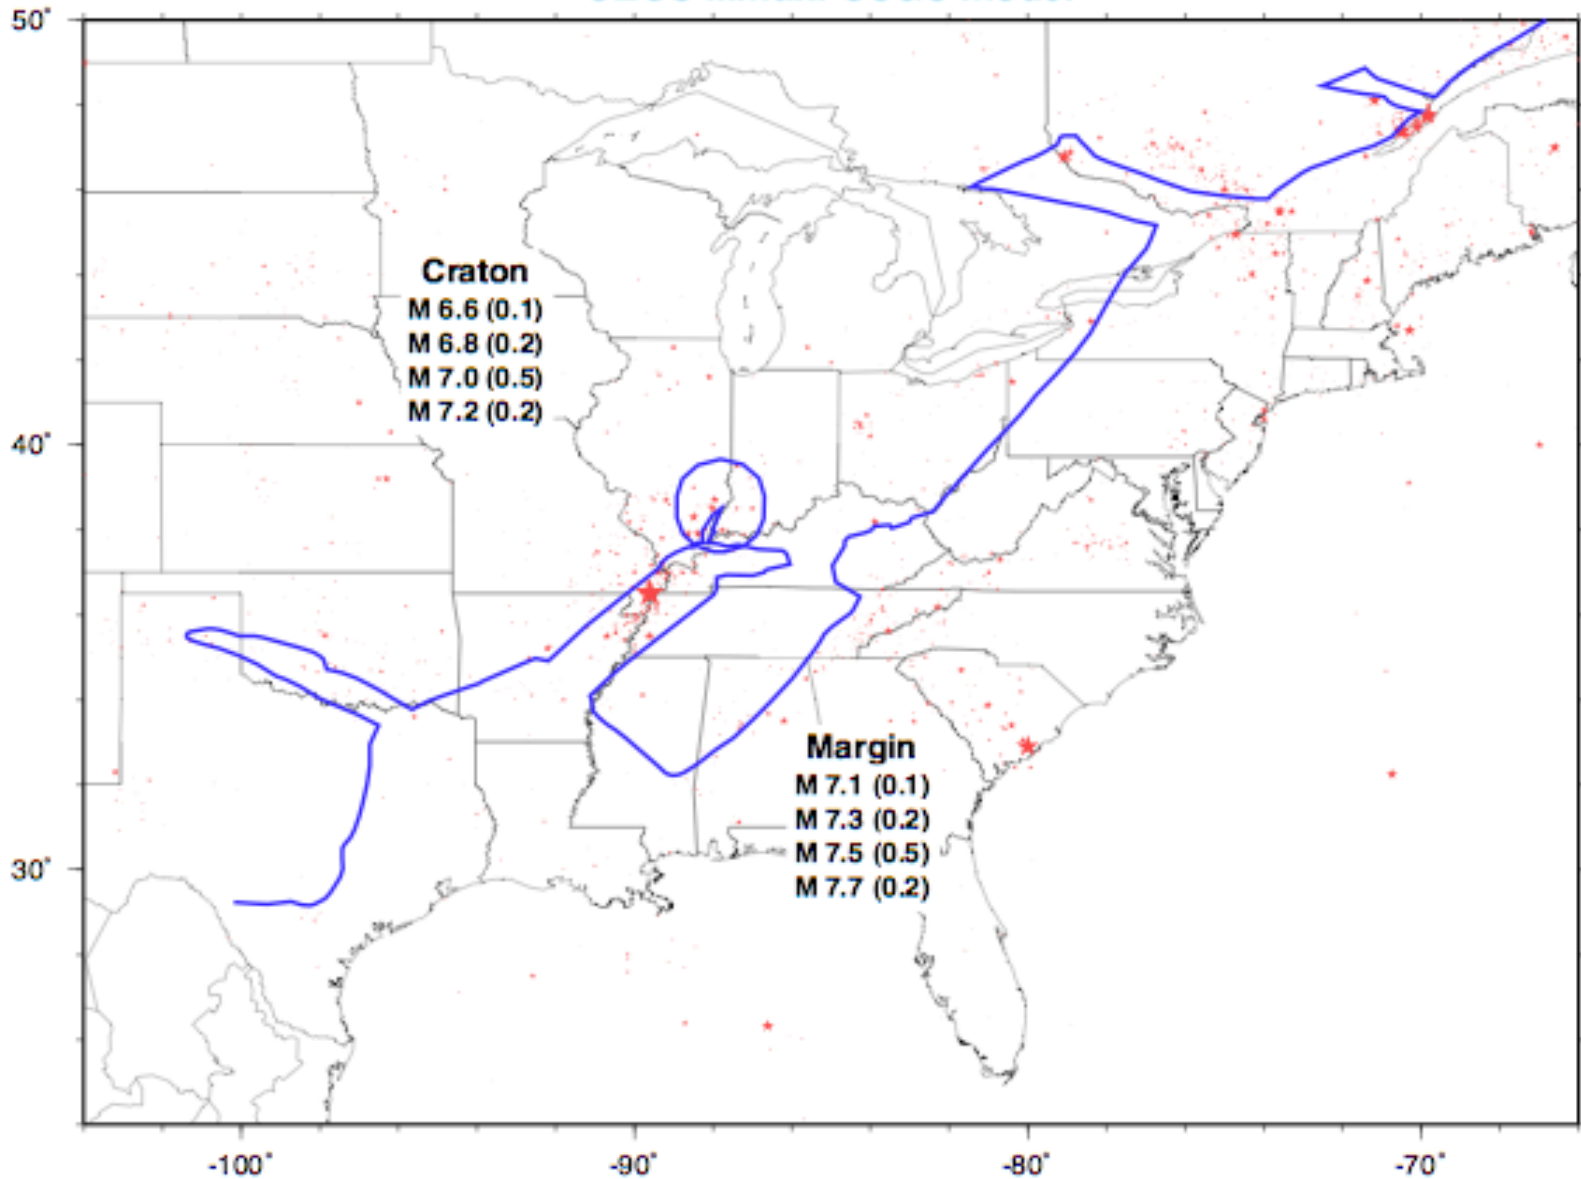 50°
Craton
M 6.6 (0.1)
M 6.8 (0.2)
M 7.0 (0.5)
M 7.2 (0.2)
40°
Margin
M 7.1 (0.1)
M 7.3 (0.2)
M 7.5 (0.5)
M 7.7 (0.2)
30°
-100° -90° -80° -70°